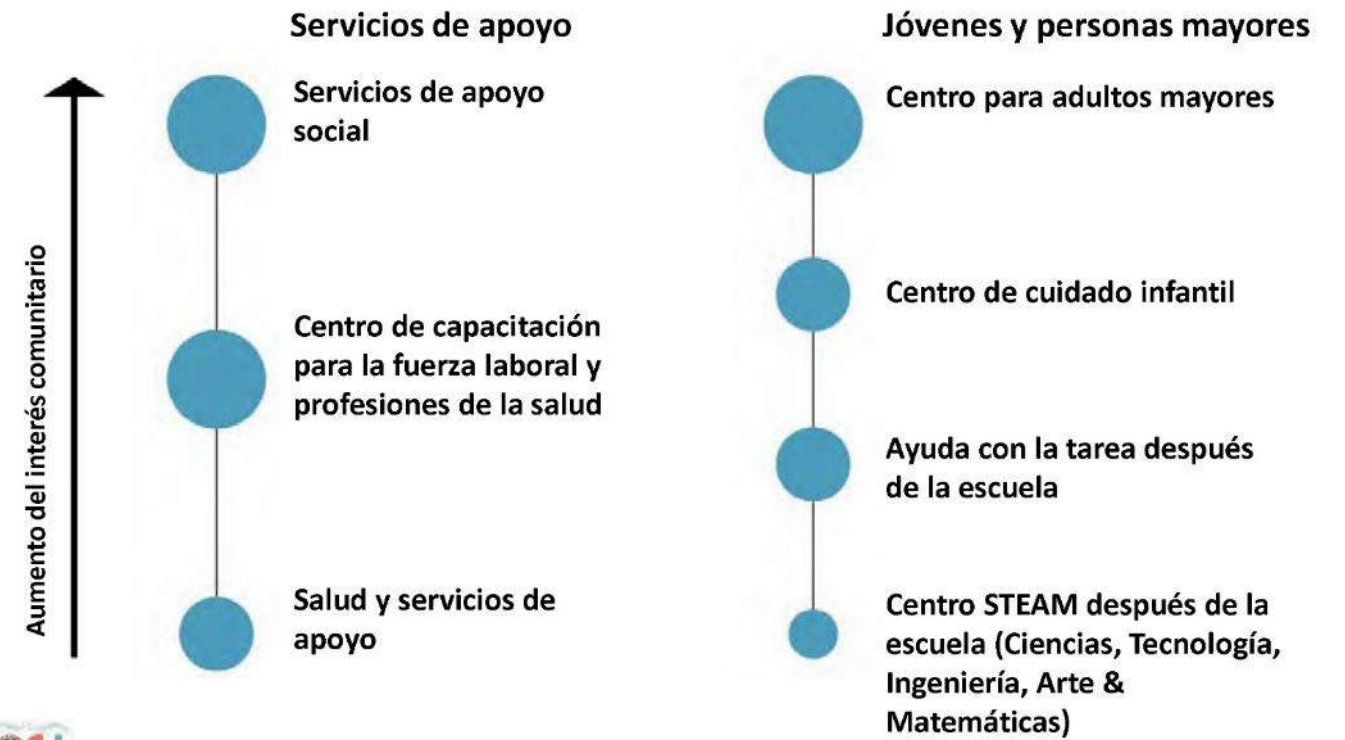 Servicios de apoyo
Servicios de apoyo
social
Centro de capacitación
para la fuerza laboral y
profesiones de la salud
Salud y servicios de
apoyo
Jóvenes y personas mayores
Centro para adultos mayores
Centro de cuidado infantil
Ayuda con la tarea después
de la escuela
Centro STEAM después de la
escuela (Ciencias, Tecnología,
Ingeniería, Arte &
Matemáticas)
Aumento del interés comunitario